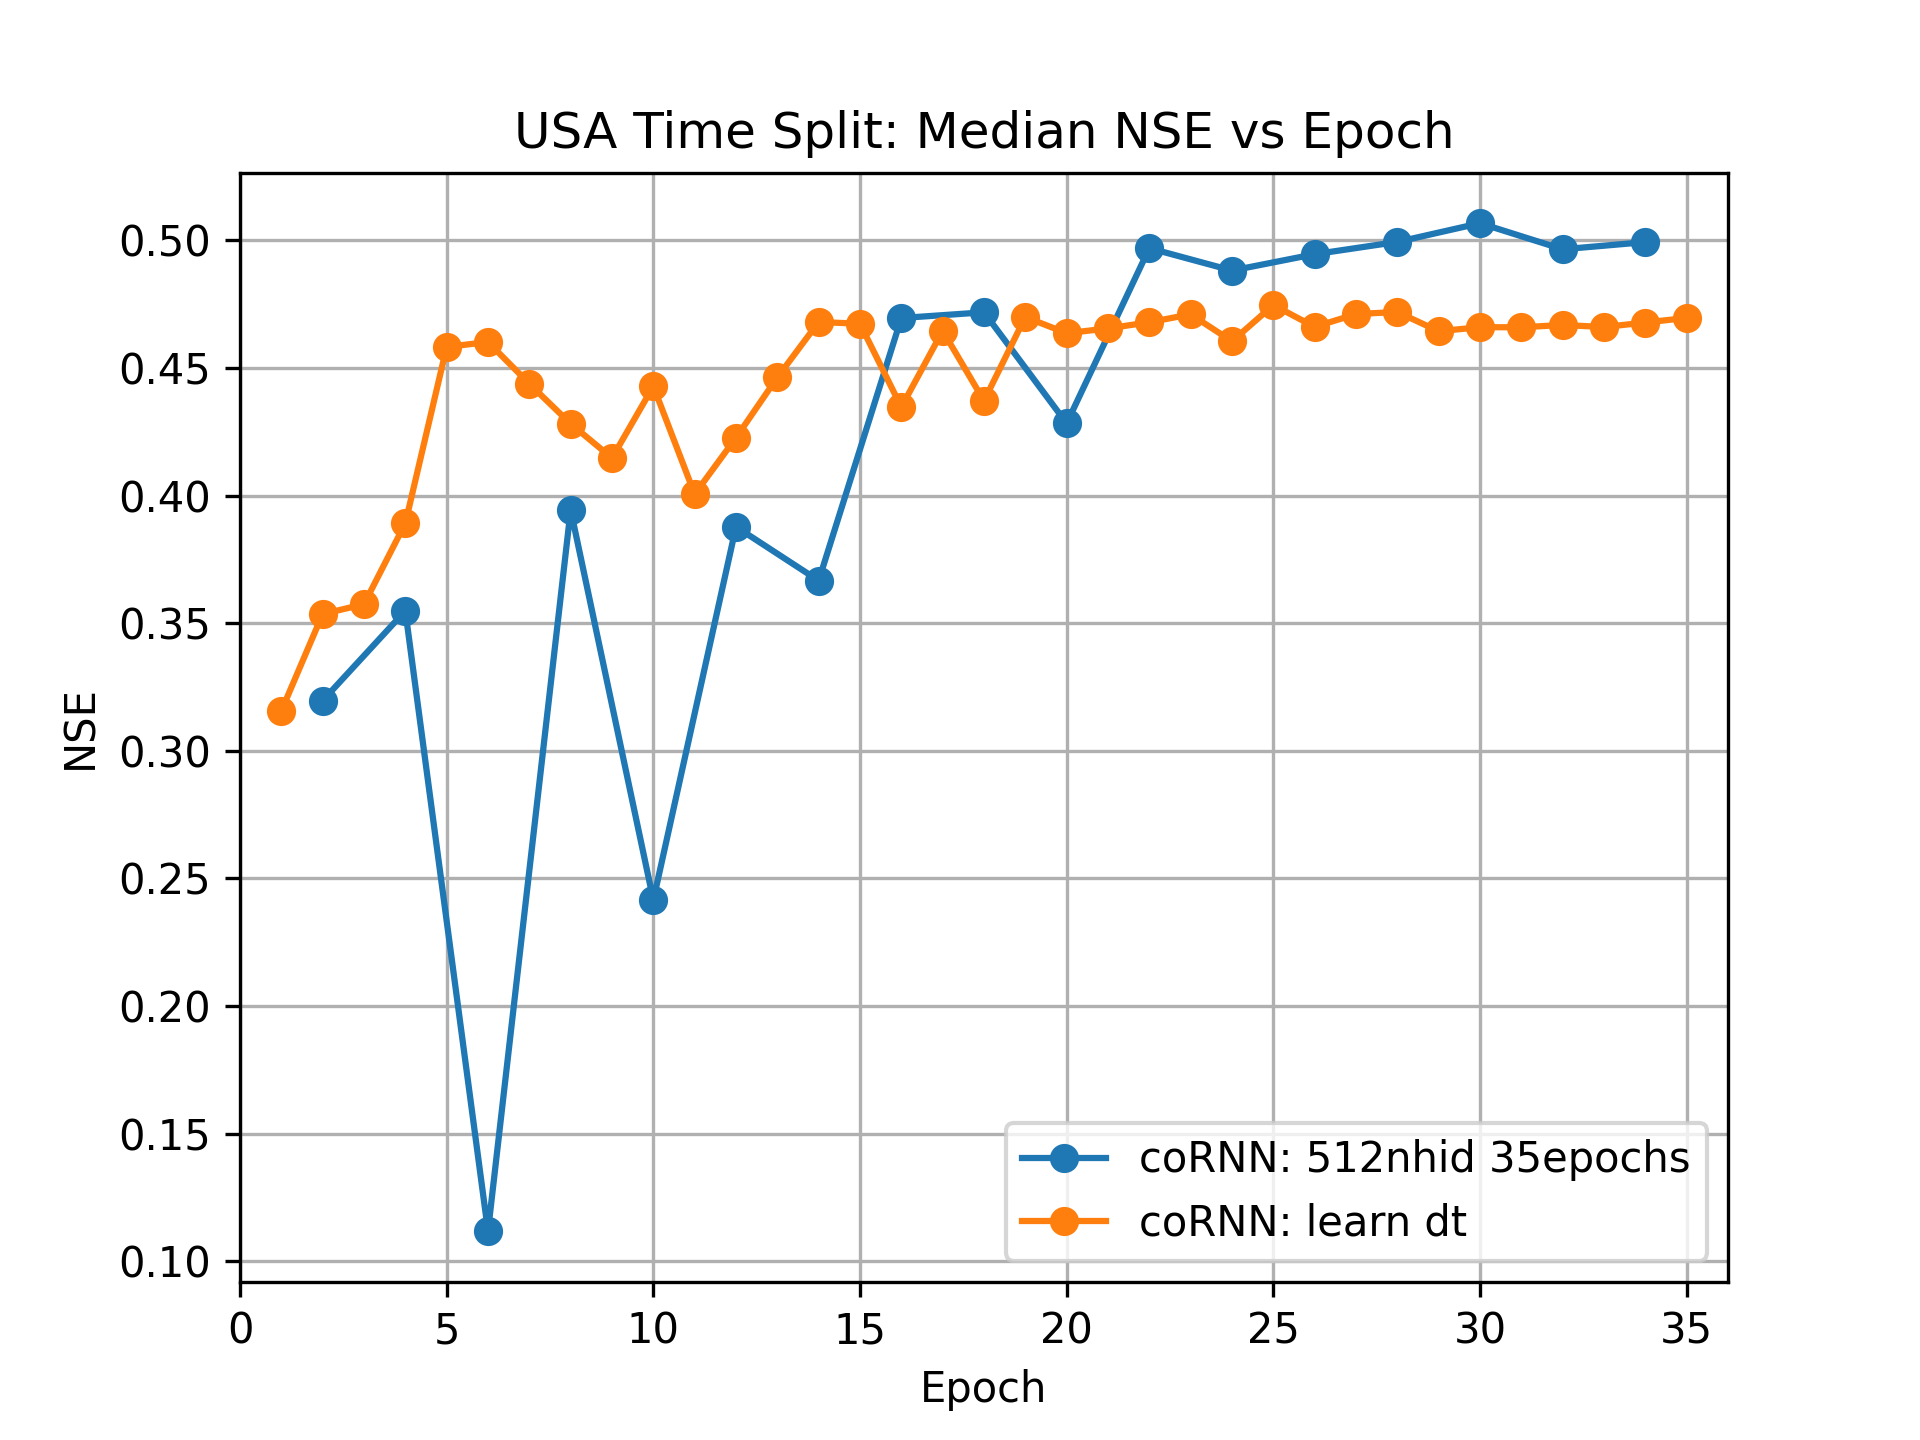 USA Time Split: Median NSE vs Epoch
0.50
0.45
0.40
0.35
0.30
0.25
0.20
0.15
0.10
NSE
0 5 10 15 20 25 30 35
Epoch
coRNN: 512nhid 35epochs
coRNN: learn dt